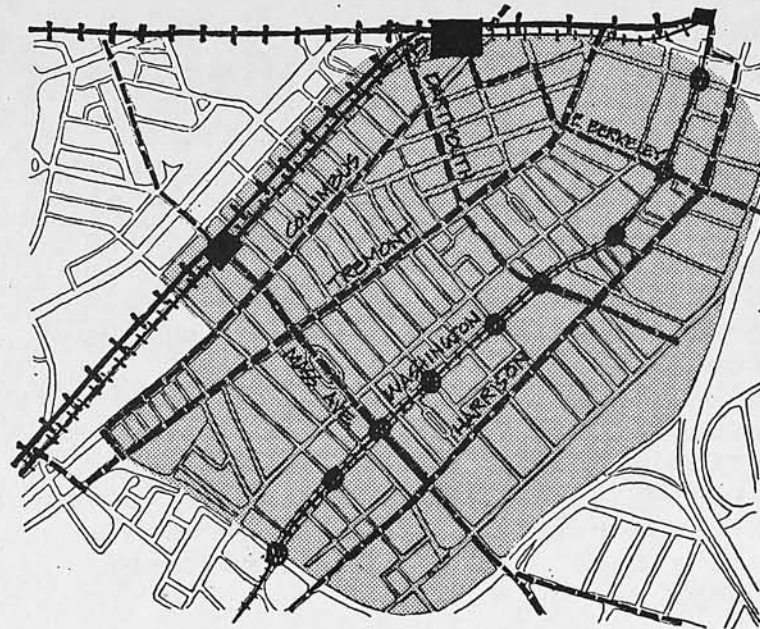 DARTMOUTH
E. BERKELEY
COLUMBUS
TREMONT
MASS AVE
WASHINGTON
HARRISON